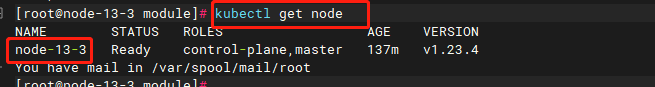 [root@node-13-3 module]# kubectl get node
NAME STATUS ROLES AGE VERSION
node-13-3 Ready control-plane,master 137m v1.23.4
You have mail in /var/spool/mail/root
[root@node-13-3 module]#